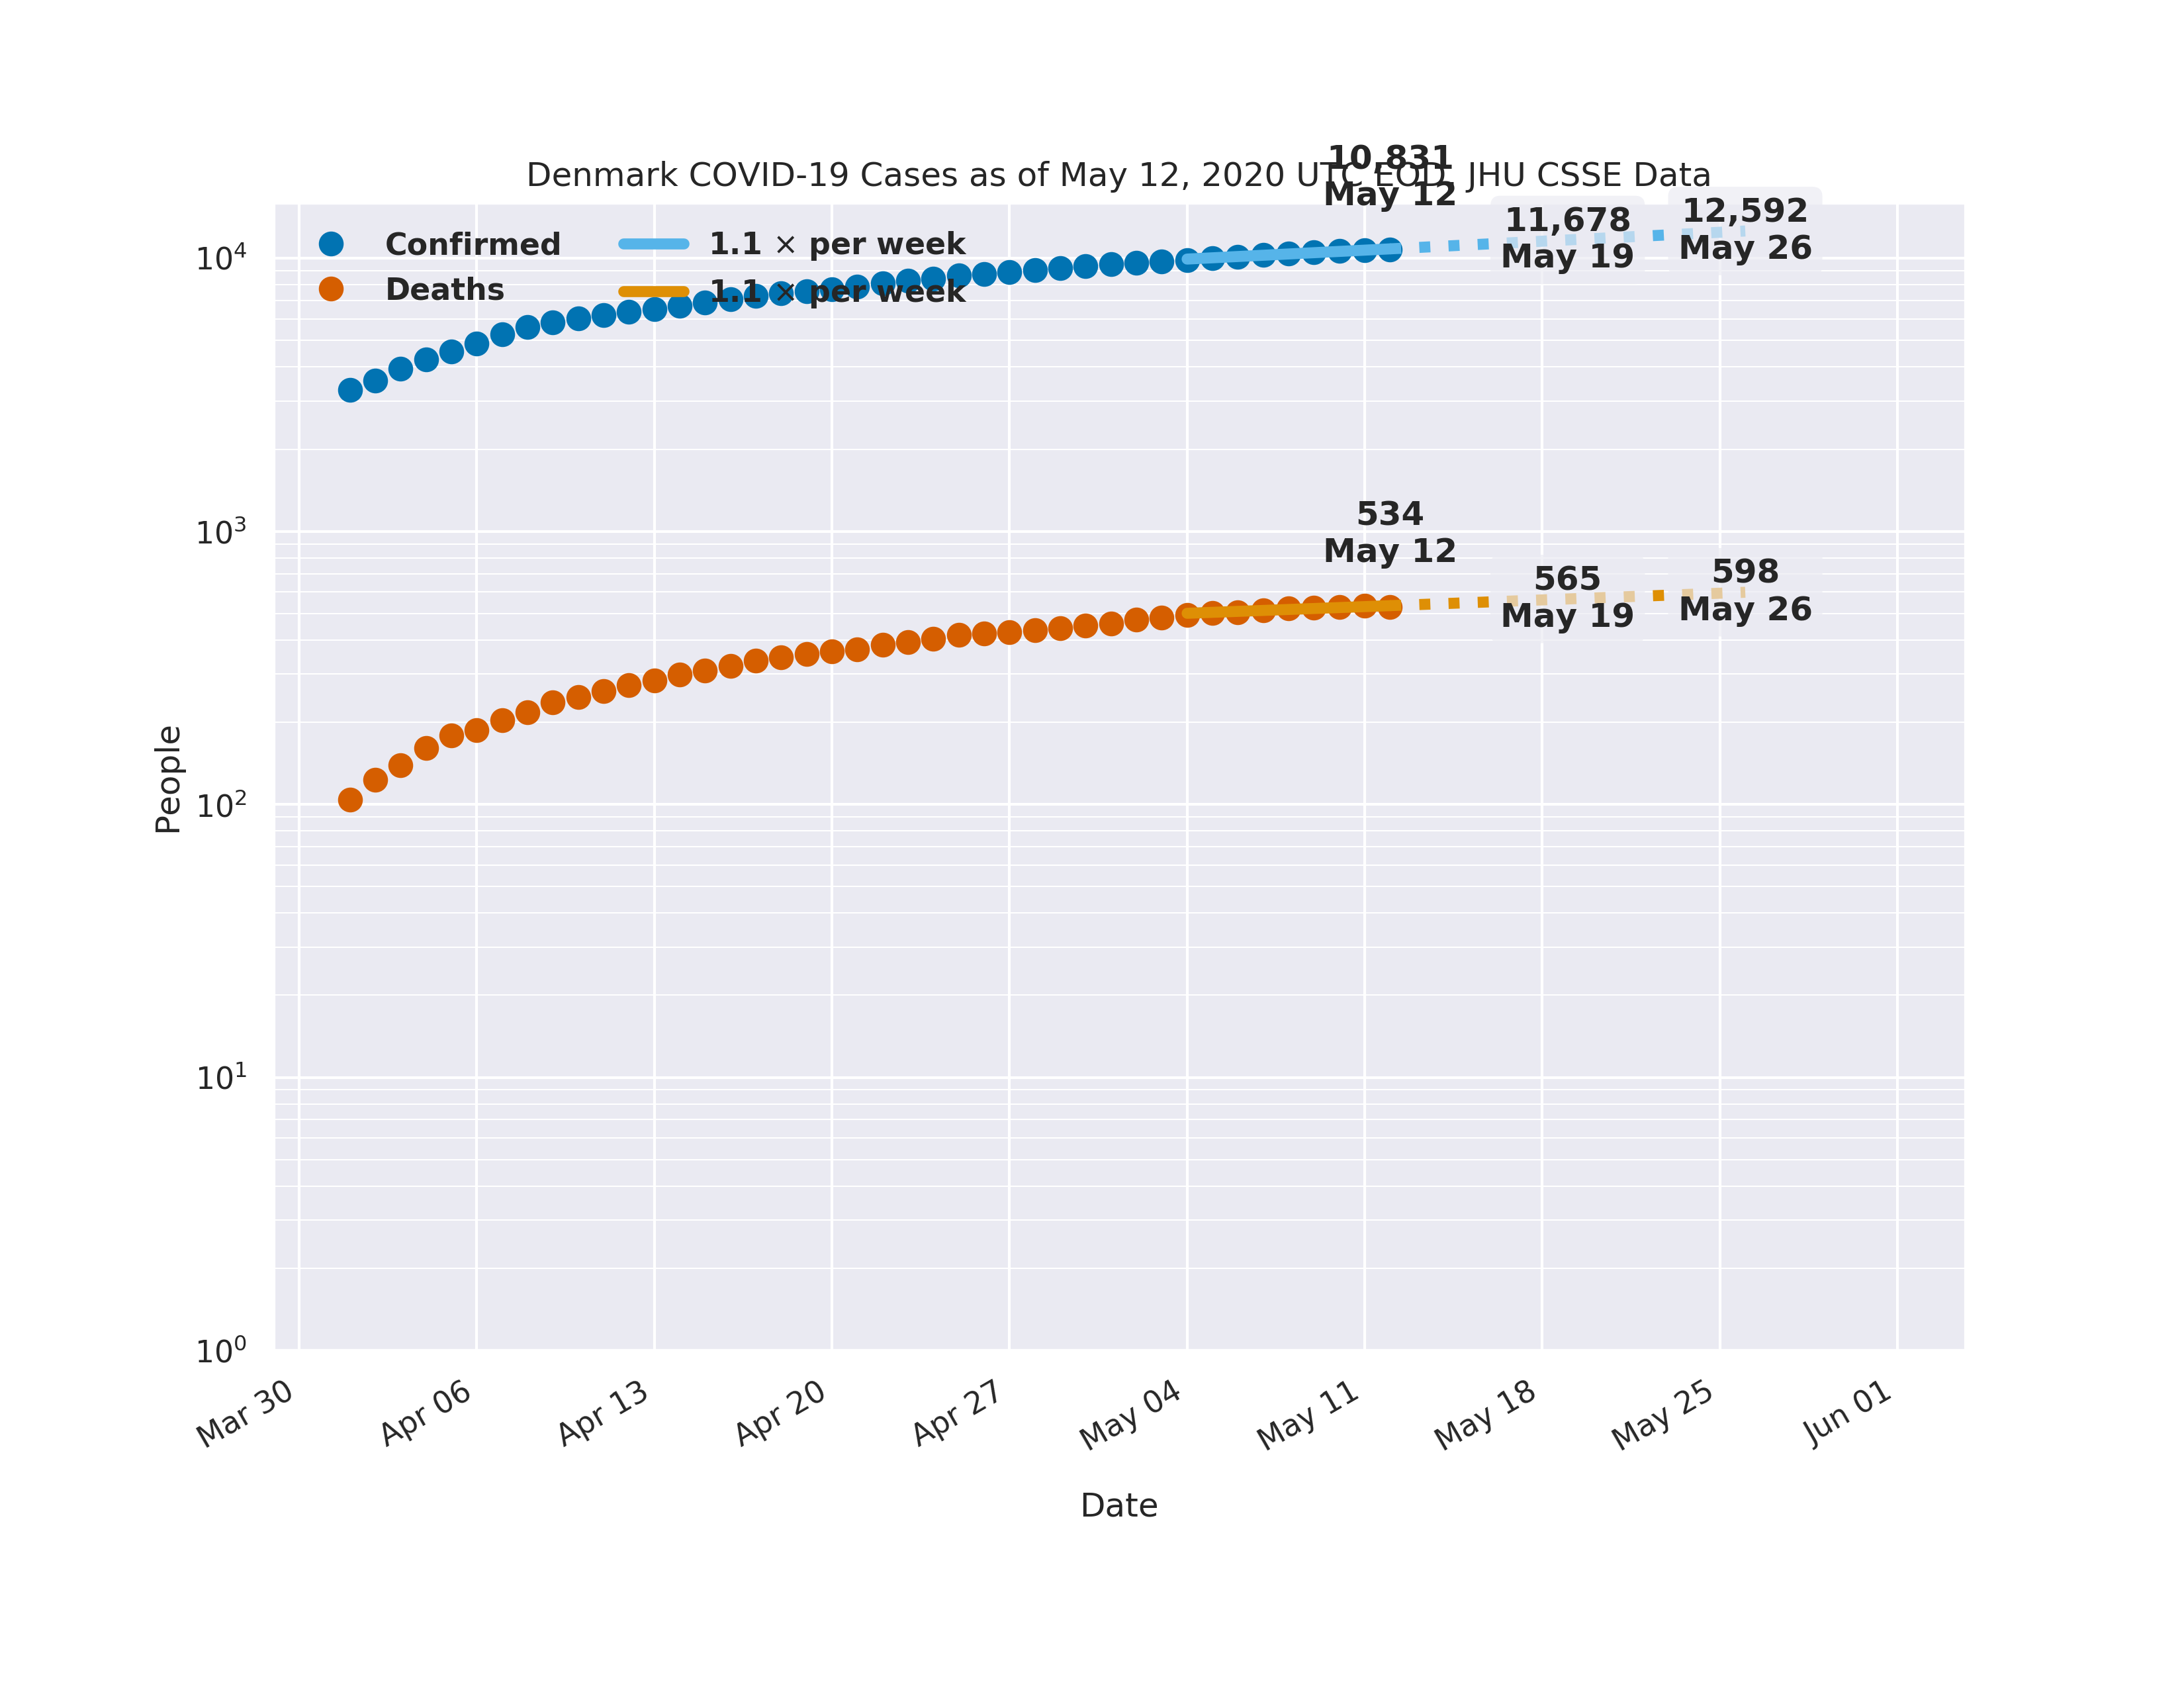 Denmark COVID-19 Cases as of May 12, 2020 UTC EOD, JHU CSSE Data
10,831
May 12
11,678
May 19
12,592
May 26
Confirmed
Deaths
1.1 × per week
1.1 × per week
534
May 12
565
May 19
598
May 26
People
10⁴
10³
10²
10¹
10⁰
Mar 30
Apr 06
Apr 13
Apr 20
Apr 27
May 04
May 11
May 18
May 25
Jun 01
Date